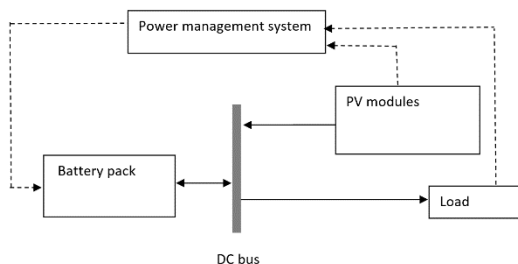 Power management system
PV modules
Battery pack
Load
DC bus